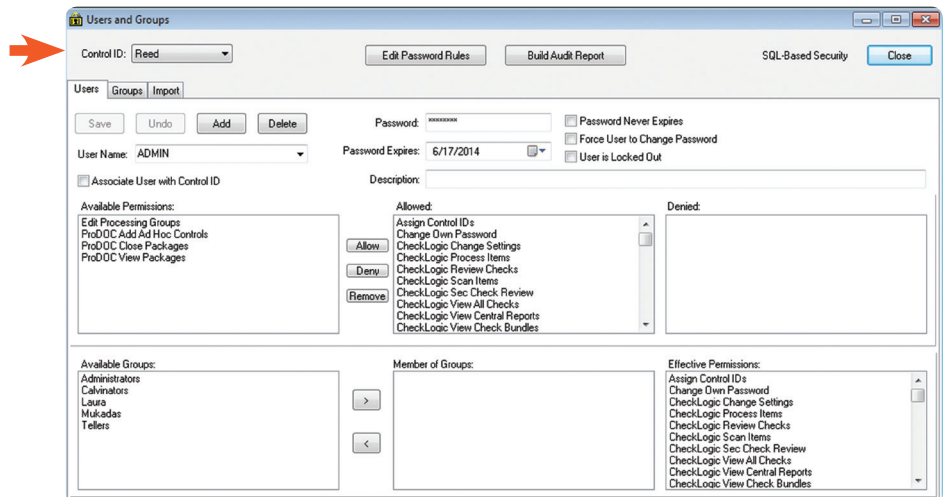 Users and Groups
Control ID: Reed Edit Password Rules Build Audit Report SQL-Based Security Close
Users Groups Import
Save Undo Add Delete Password: ******** Password Never Expires
Force User to Change Password
User Name: ADMIN Password Expires: 6/17/2014 User is Locked Out
Associate User with Control ID Description:
Available Permissions: Allowed: Denied:
Edit Processing Groups
ProDOC Add Ad Hoc Controls
ProDOC Close Packages
ProDOC View Packages
Allow
Deny
Remove
Assign Control IDs
Change Own Password
CheckLogic Change Settings
CheckLogic Process Items
CheckLogic Review Checks
CheckLogic Scan Items
CheckLogic Sec Check Review
CheckLogic View All Checks
CheckLogic View Central Reports
CheckLogic View Check Bundles
Available Groups: Member of Groups: Effective Permissions:
Administrators
Calvinators
Laura
Mukadas
Tellers
>
<
Assign Control IDs
Change Own Password
CheckLogic Change Settings
CheckLogic Process Items
CheckLogic Review Checks
CheckLogic Scan Items
CheckLogic Sec Check Review
CheckLogic View All Checks
CheckLogic View Central Reports
CheckLogic View Check Bundles